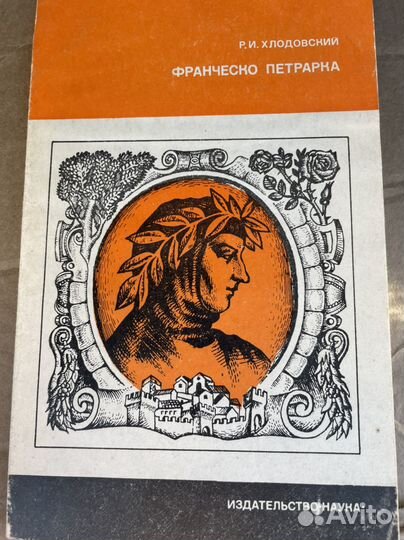 Р. И. ХЛОДОВСКИЙ
ФРАНЧЕСКО ПЕТРАРКА
ИЗДАТЕЛЬСТВО «НАУКА»
Avito